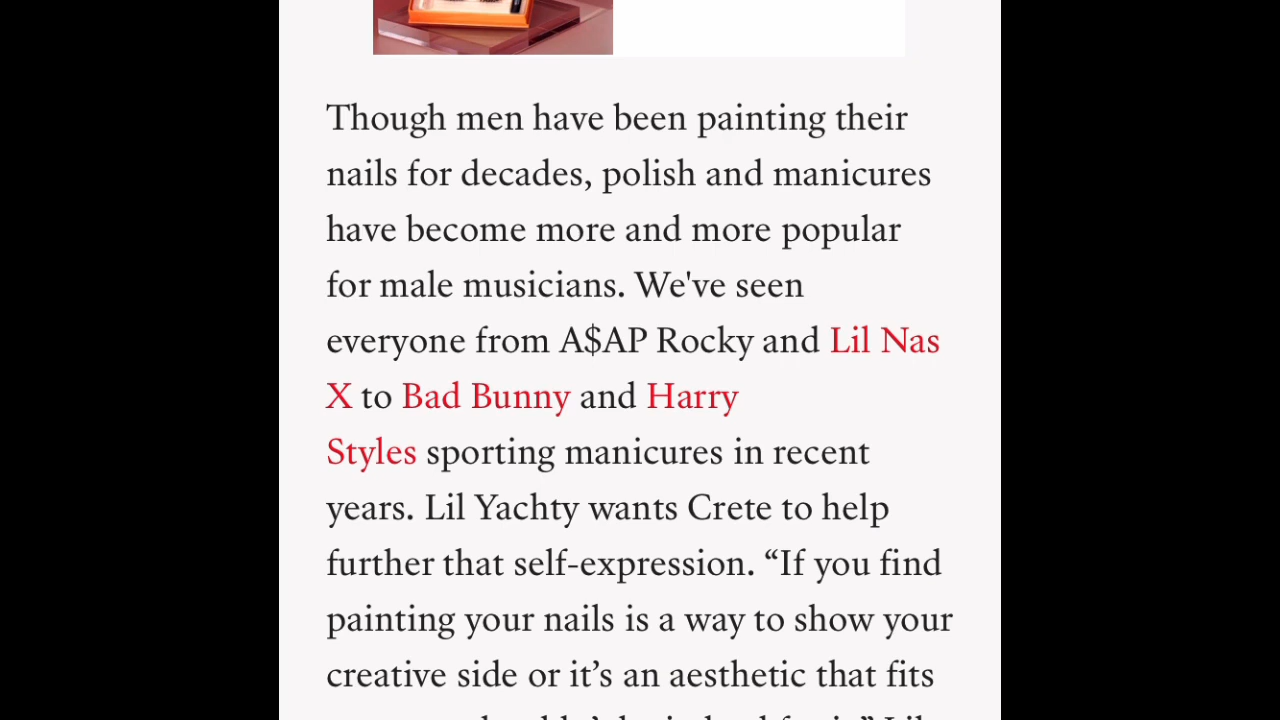 Though men have been painting their
nails for decades, polish and manicures
have become more and more popular
for male musicians. We've seen
everyone from A$AP Rocky and Lil Nas
X to Bad Bunny and Harry
Styles sporting manicures in recent
years. Lil Yachty wants Crete to help
further that self-expression. “If you find
painting your nails is a way to show your
creative side or it’s an aesthetic that fits